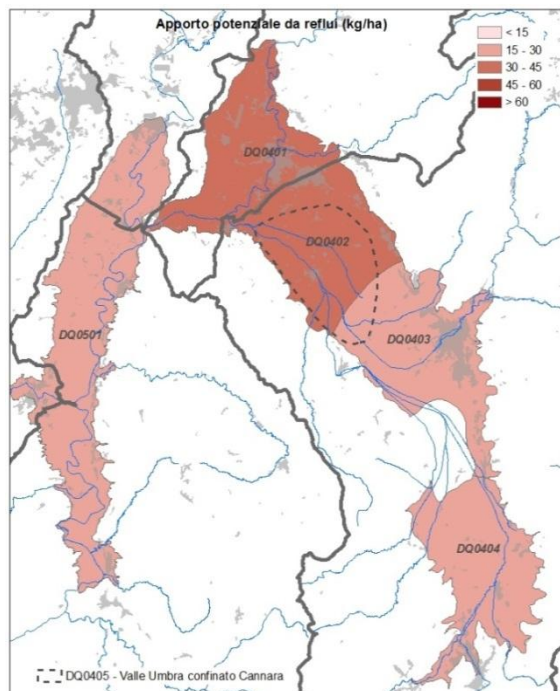 Apporto potenziale da reflui (kg/ha)
< 15
15 - 30
30 - 45
45 - 60
> 60
DQ0401
DQ0402
DQ0403
DQ0501
DQ0404
DQ0405 - Valle Umbra confinato Cannara